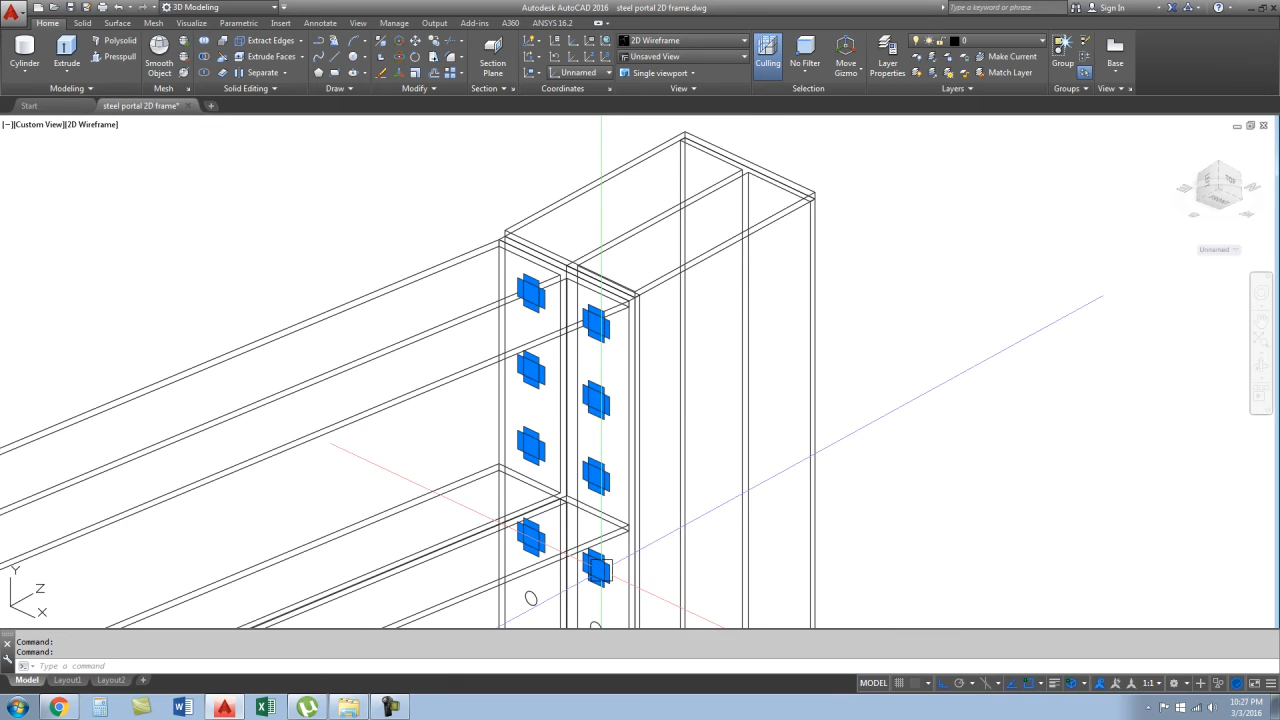 3D Modeling
Autodesk AutoCAD 2016   steel portal 2D frame.dwg
Type a keyword or phrase
Sign In
Home Solid Surface Mesh Visualize Parametric Insert Annotate View Manage Output Add-ins A360 ANSYS 16.2
Cylinder
Extrude
Polysolid
Presspull
Smooth Object
Extract Edges
Extrude Faces
Separate
Section Plane
Unnamed
2D Wireframe
Unsaved View
Single viewport
Culling
No Filter
Move Gizmo
Layer Properties
0
Make Current
Match Layer
Group
Base
Modeling
Mesh
Solid Editing
Draw
Modify
Section
Coordinates
View
Selection
Layers
Groups
View
Start
steel portal 2D frame*
[−][Custom View][2D Wireframe]
TOP
FRONT
Unnamed
Y
Z
X
Command:
Command:
Type a command
Model Layout1 Layout2
MODEL
1:1
10:27 PM
3/3/2016